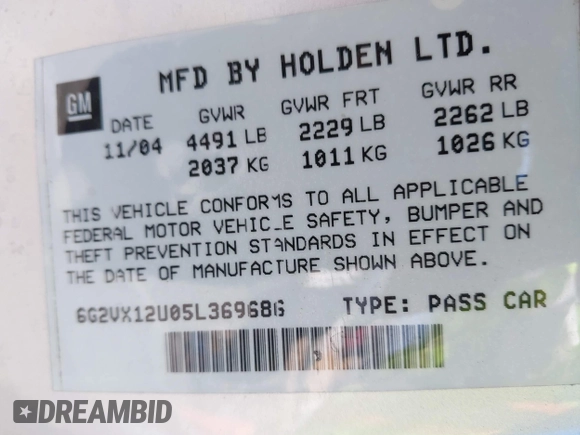 MFD BY HOLDEN LTD.
GM
DATE GVWR GVWR FRT GVWR RR
11/04 4491 LB 2229 LB 2262 LB
2037 KG 1011 KG 1026 KG
THIS VEHICLE CONFORMS TO ALL APPLICABLE
FEDERAL MOTOR VEHICLE SAFETY, BUMPER AND
THEFT PREVENTION STANDARDS IN EFFECT ON
THE DATE OF MANUFACTURE SHOWN ABOVE.
6G2VX12U05L369686 TYPE: PASS CAR
DREAMBID